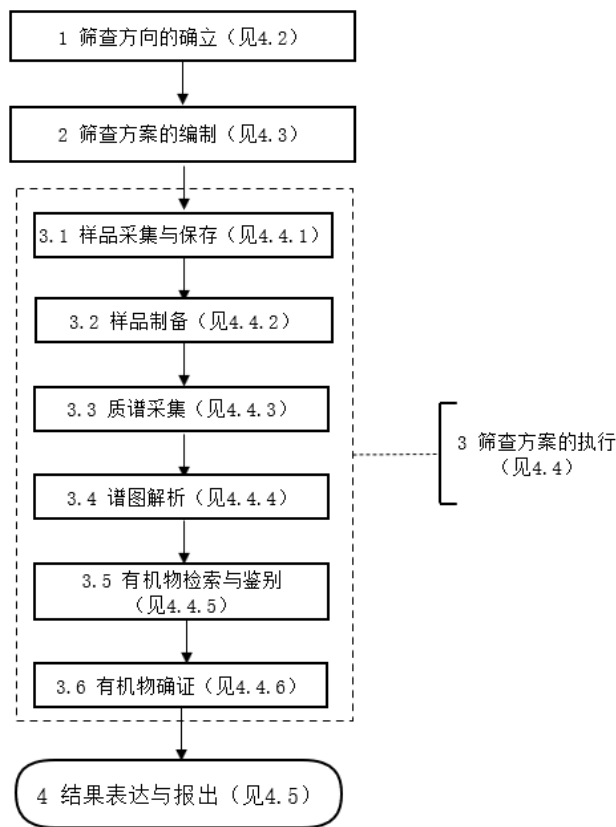 1 筛查方向的确立（见4.2）
2 筛查方案的编制（见4.3）
3.1 样品采集与保存（见4.4.1）
3.2 样品制备（见4.4.2）
3.3 质谱采集（见4.4.3）
3.4 谱图解析（见4.4.4）
3.5 有机物检索与鉴别
（见4.4.5）
3.6 有机物确证（见4.4.6）
3 筛查方案的执行
（见4.4）
4 结果表达与报出（见4.5）